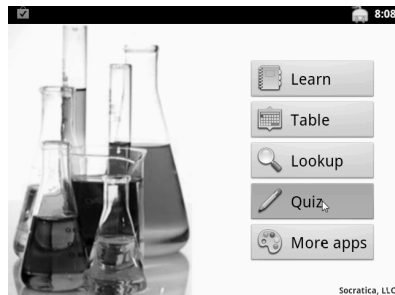 8:08
Learn
Table
Lookup
Quiz
More apps
Socratica, LLC